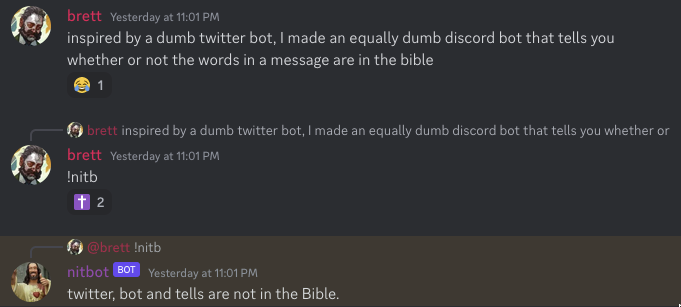 brett Yesterday at 11:01 PM
inspired by a dumb twitter bot, I made an equally dumb discord bot that tells you
whether or not the words in a message are in the bible
😂 1
brett inspired by a dumb twitter bot, I made an equally dumb discord bot that tells you whether or
brett Yesterday at 11:01 PM
!nitb
✝️ 2
@brett !nitb
nitbot BOT Yesterday at 11:01 PM
twitter, bot and tells are not in the Bible.